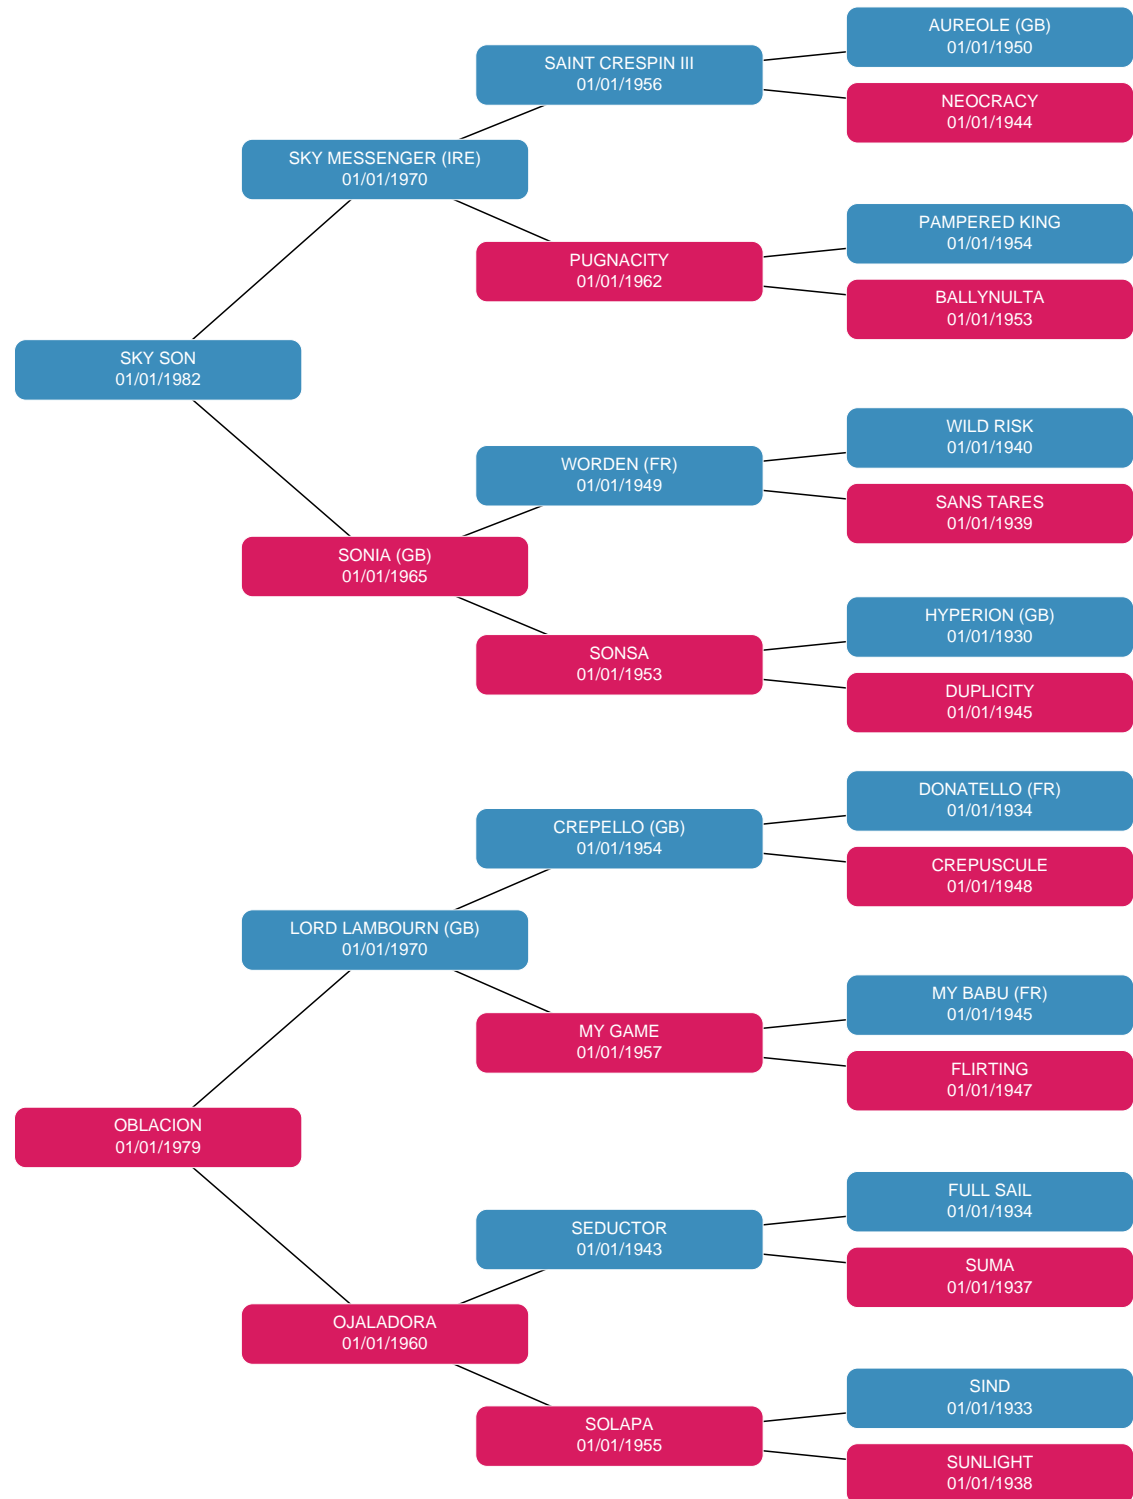 AUREOLE (GB)
01/01/1950
SAINT CRESPIN III
01/01/1956
NEOCRACY
01/01/1944
SKY MESSENGER (IRE)
01/01/1970
PAMPERED KING
01/01/1954
PUGNACITY
01/01/1962
BALLYNULTA
01/01/1953
SKY SON
01/01/1982
WILD RISK
01/01/1940
WORDEN (FR)
01/01/1949
SANS TARES
01/01/1939
SONIA (GB)
01/01/1965
HYPERION (GB)
01/01/1930
SONSA
01/01/1953
DUPLICITY
01/01/1945
DONATELLO (FR)
01/01/1934
CREPELLO (GB)
01/01/1954
CREPUSCULE
01/01/1948
LORD LAMBOURN (GB)
01/01/1970
MY BABU (FR)
01/01/1945
MY GAME
01/01/1957
FLIRTING
01/01/1947
OBLACION
01/01/1979
FULL SAIL
01/01/1934
SEDUCTOR
01/01/1943
SUMA
01/01/1937
OJALADORA
01/01/1960
SIND
01/01/1933
SOLAPA
01/01/1955
SUNLIGHT
01/01/1938